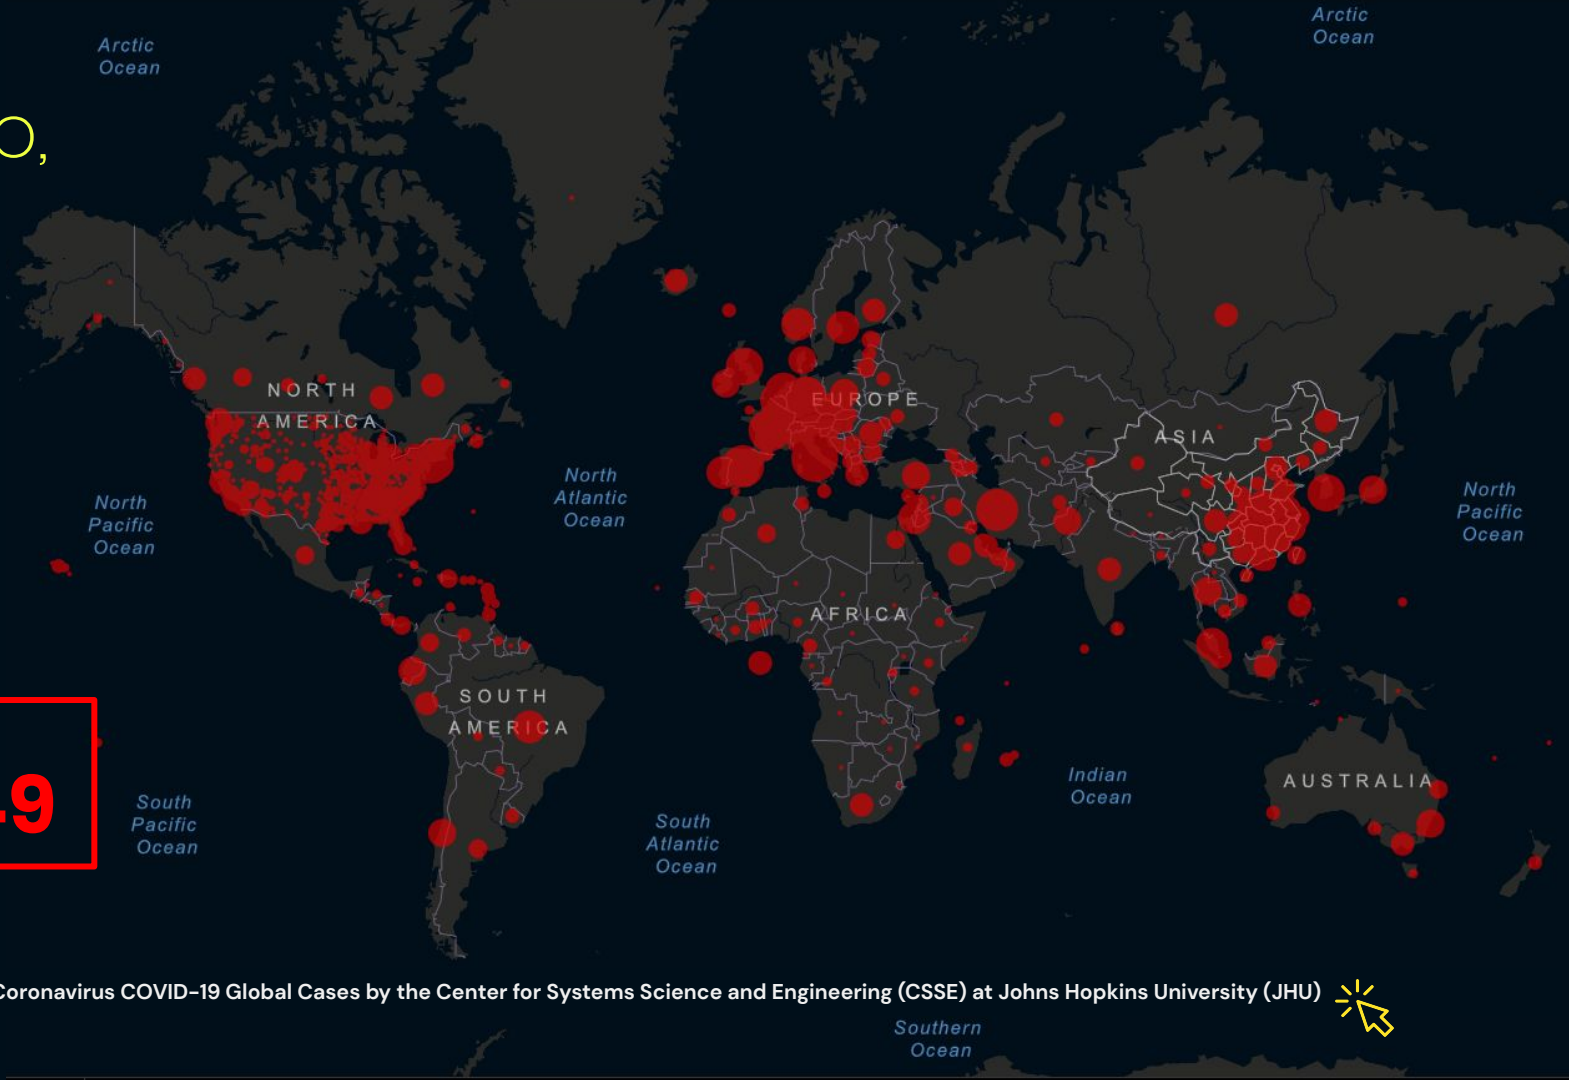 Arctic
Ocean
Arctic
Ocean
O,
NORTH
AMERICA
EUROPE
ASIA
North
Pacific
Ocean
North
Atlantic
Ocean
North
Pacific
Ocean
AFRICA
SOUTH
AMERICA
-9
South
Pacific
Ocean
South
Atlantic
Ocean
Indian
Ocean
AUSTRALIA
Coronavirus COVID-19 Global Cases by the Center for Systems Science and Engineering (CSSE) at Johns Hopkins University (JHU)
Southern
Ocean